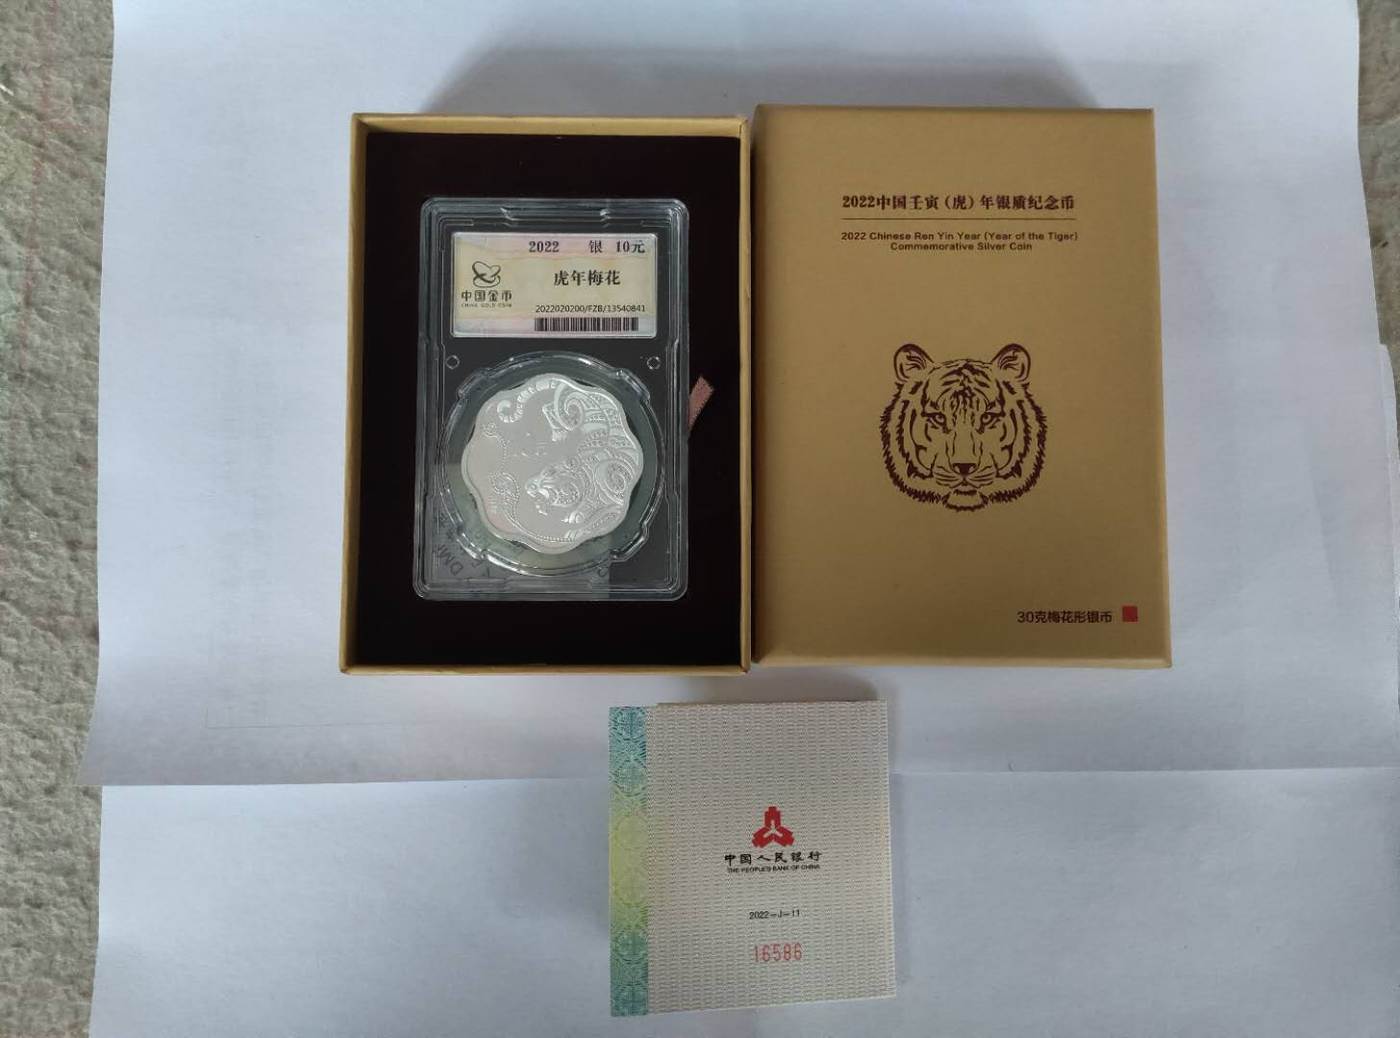 2022 银 10元
虎年梅花
中国金币
CHINA GOLD COIN
2022020200/FZB/13540841
2022中国壬寅（虎）年银质纪念币
2022 Chinese Ren Yin Year (Year of the Tiger)
Commemorative Silver Coin
30克梅花形银币
中国人民银行
THE PEOPLE'S BANK OF CHINA
2022-J-11
16586